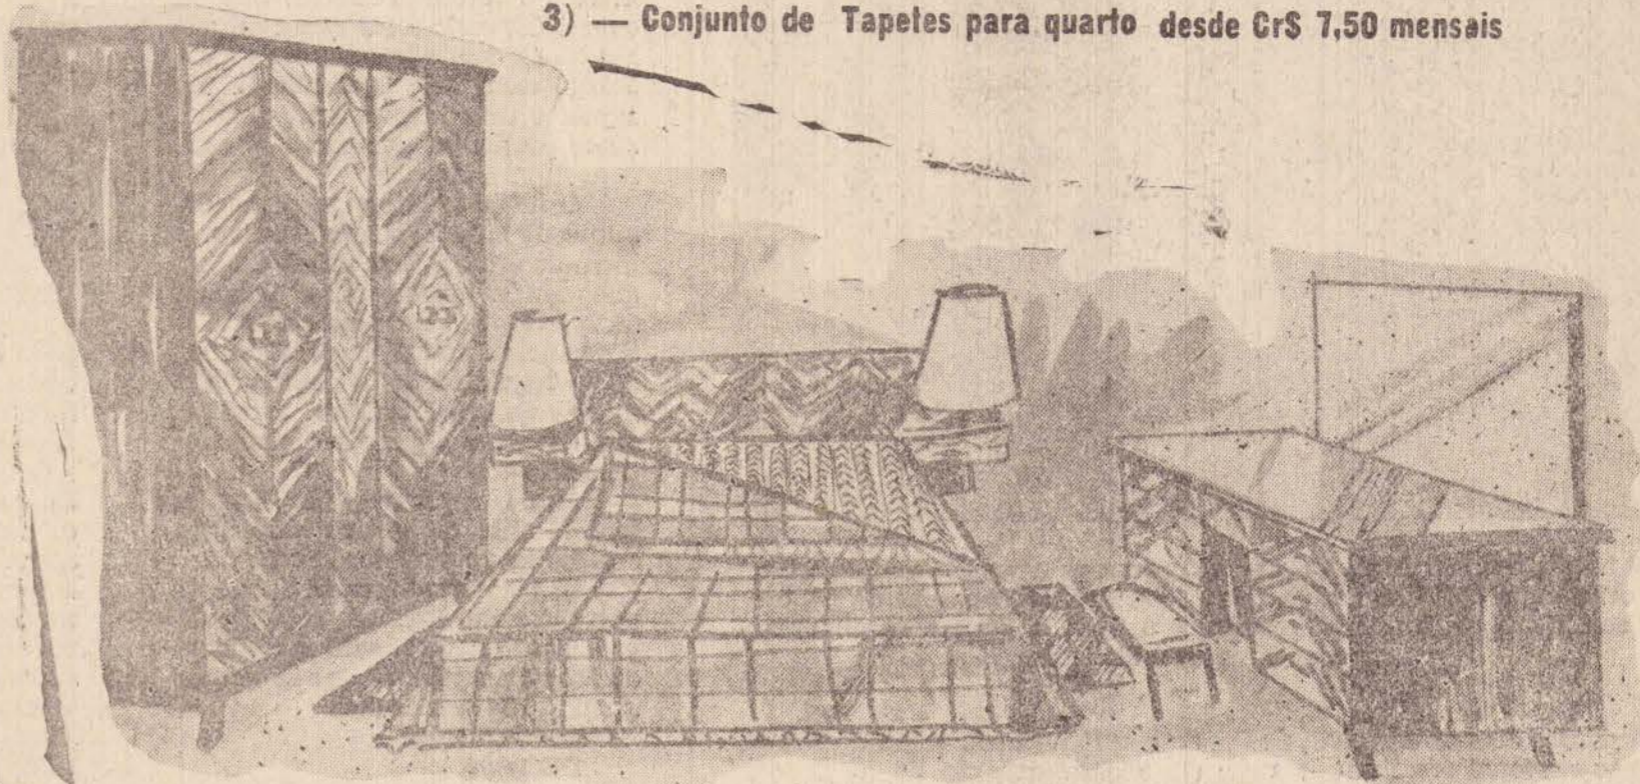 3) — Conjunto de Tapetes para quarto desde Cr$ 7,50 mensais